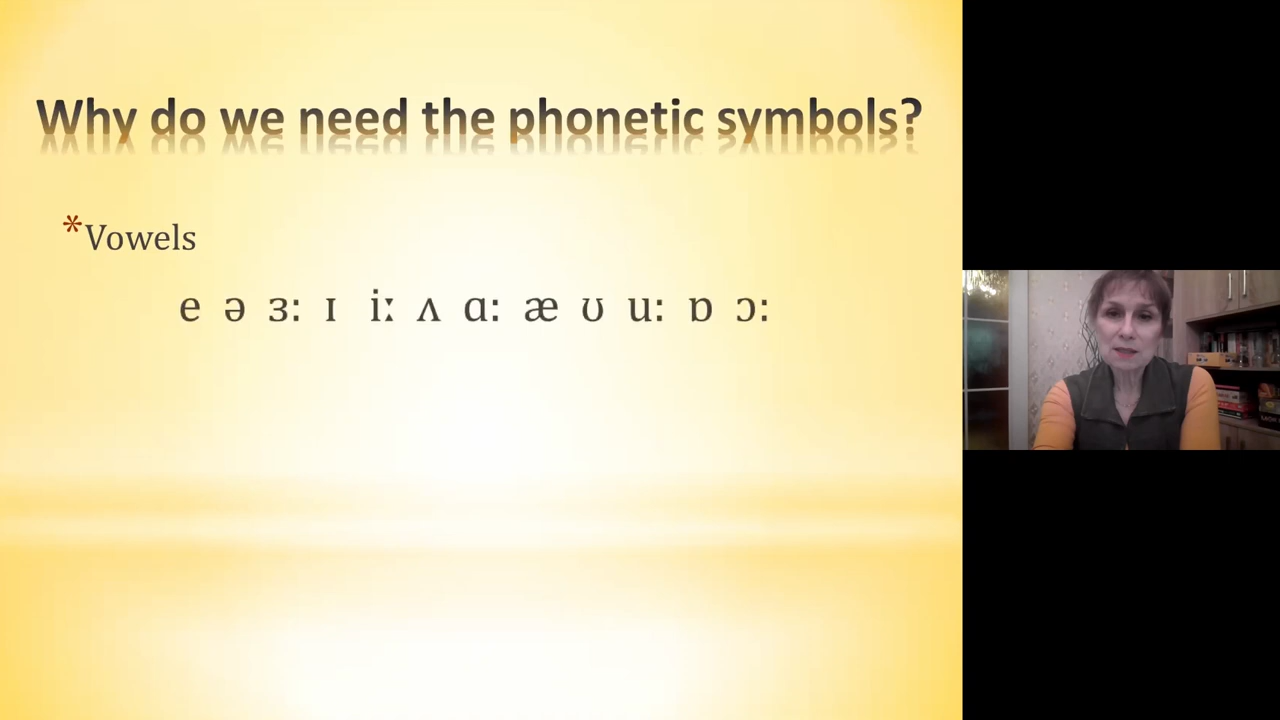 Why do we need the phonetic symbols?
*Vowels
e ə ɜ: ɪ i: ʌ ɑ: æ ʊ u: ɒ ɔ: